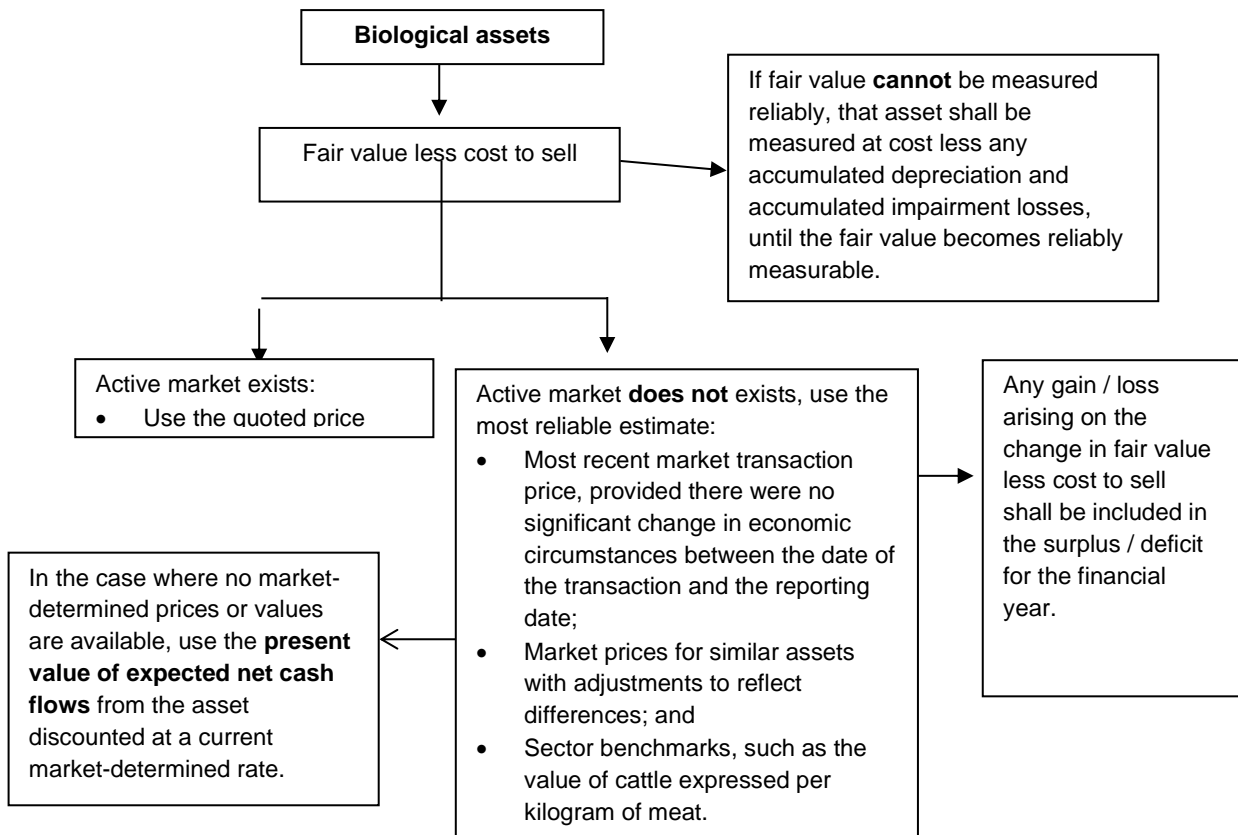 Biological assets
If fair value cannot be measured
reliably, that asset shall be
measured at cost less any
accumulated depreciation and
accumulated impairment losses,
until the fair value becomes reliably
measurable.
Fair value less cost to sell
Active market exists:
• Use the quoted price
Active market does not exists, use the
most reliable estimate:
• Most recent market transaction
price, provided there were no
significant change in economic
circumstances between the date of
the transaction and the reporting
date;
• Market prices for similar assets
with adjustments to reflect
differences; and
• Sector benchmarks, such as the
value of cattle expressed per
kilogram of meat.
Any gain / loss
arising on the
change in fair value
less cost to sell
shall be included in
the surplus / deficit
for the financial
year.
In the case where no market-
determined prices or values
are available, use the present
value of expected net cash
flows from the asset
discounted at a current
market-determined rate.